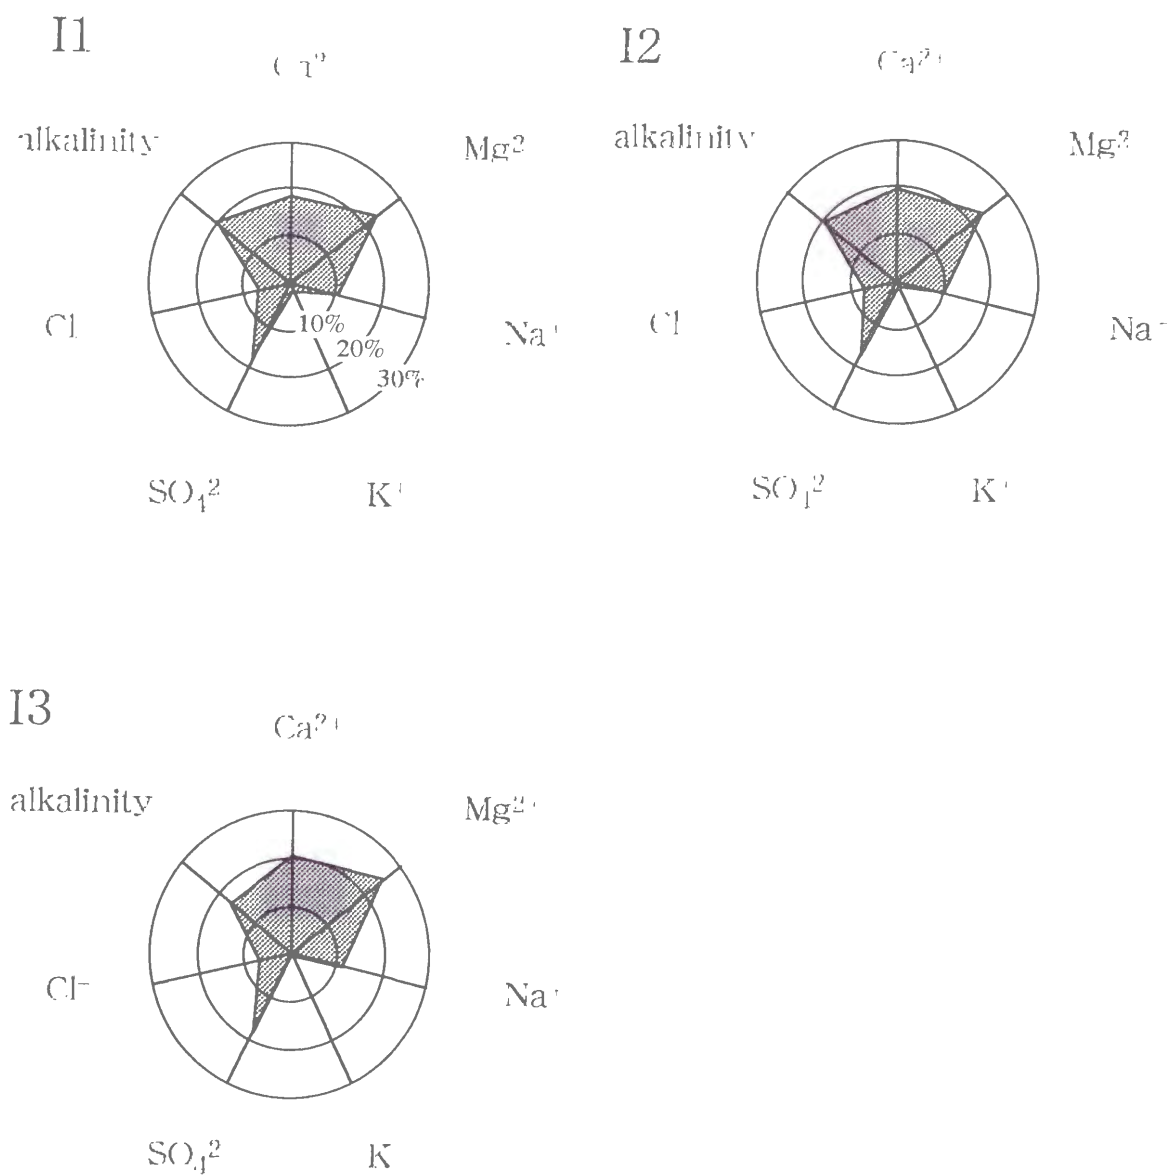 I1
I2
Ca²⁺
alkalinity
Mg²
alkalinity
Mg²
Cl
10%
20%
30%
Na⁺
Cl
Na⁻
SO₄²
K⁺
SO₄²
K⁺
I3
Ca²⁺
alkalinity
Mg²⁺
Cl⁻
Na⁺
SO₄²
K